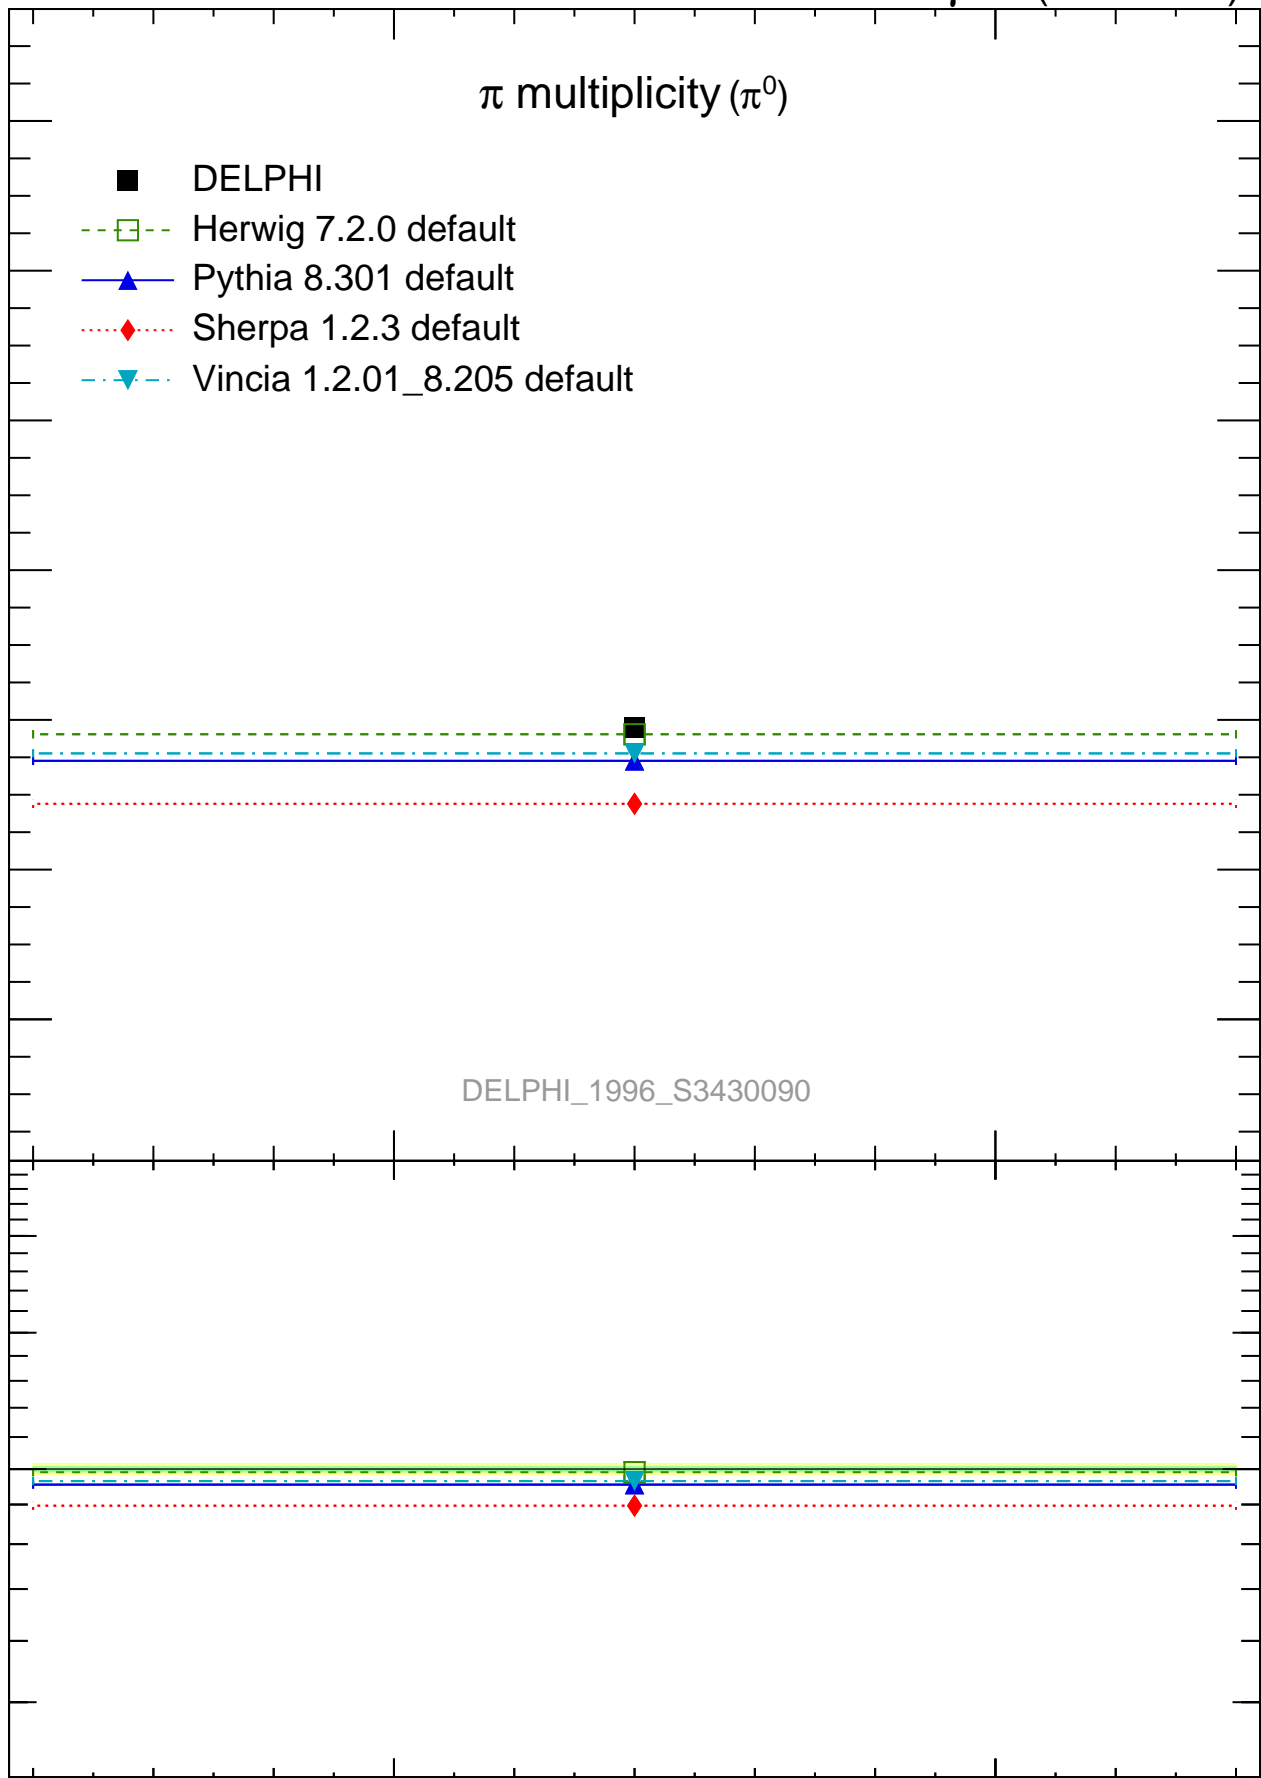 π multiplicity (π⁰)
DELPHI
Herwig 7.2.0 default
Pythia 8.301 default
Sherpa 1.2.3 default
Vincia 1.2.01_8.205 default
DELPHI_1996_S3430090